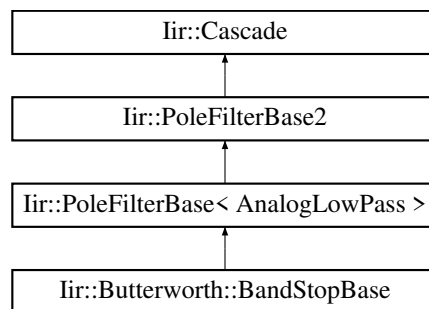 Iir::Cascade
Iir::PoleFilterBase2
Iir::PoleFilterBase< AnalogLowPass >
Iir::Butterworth::BandStopBase